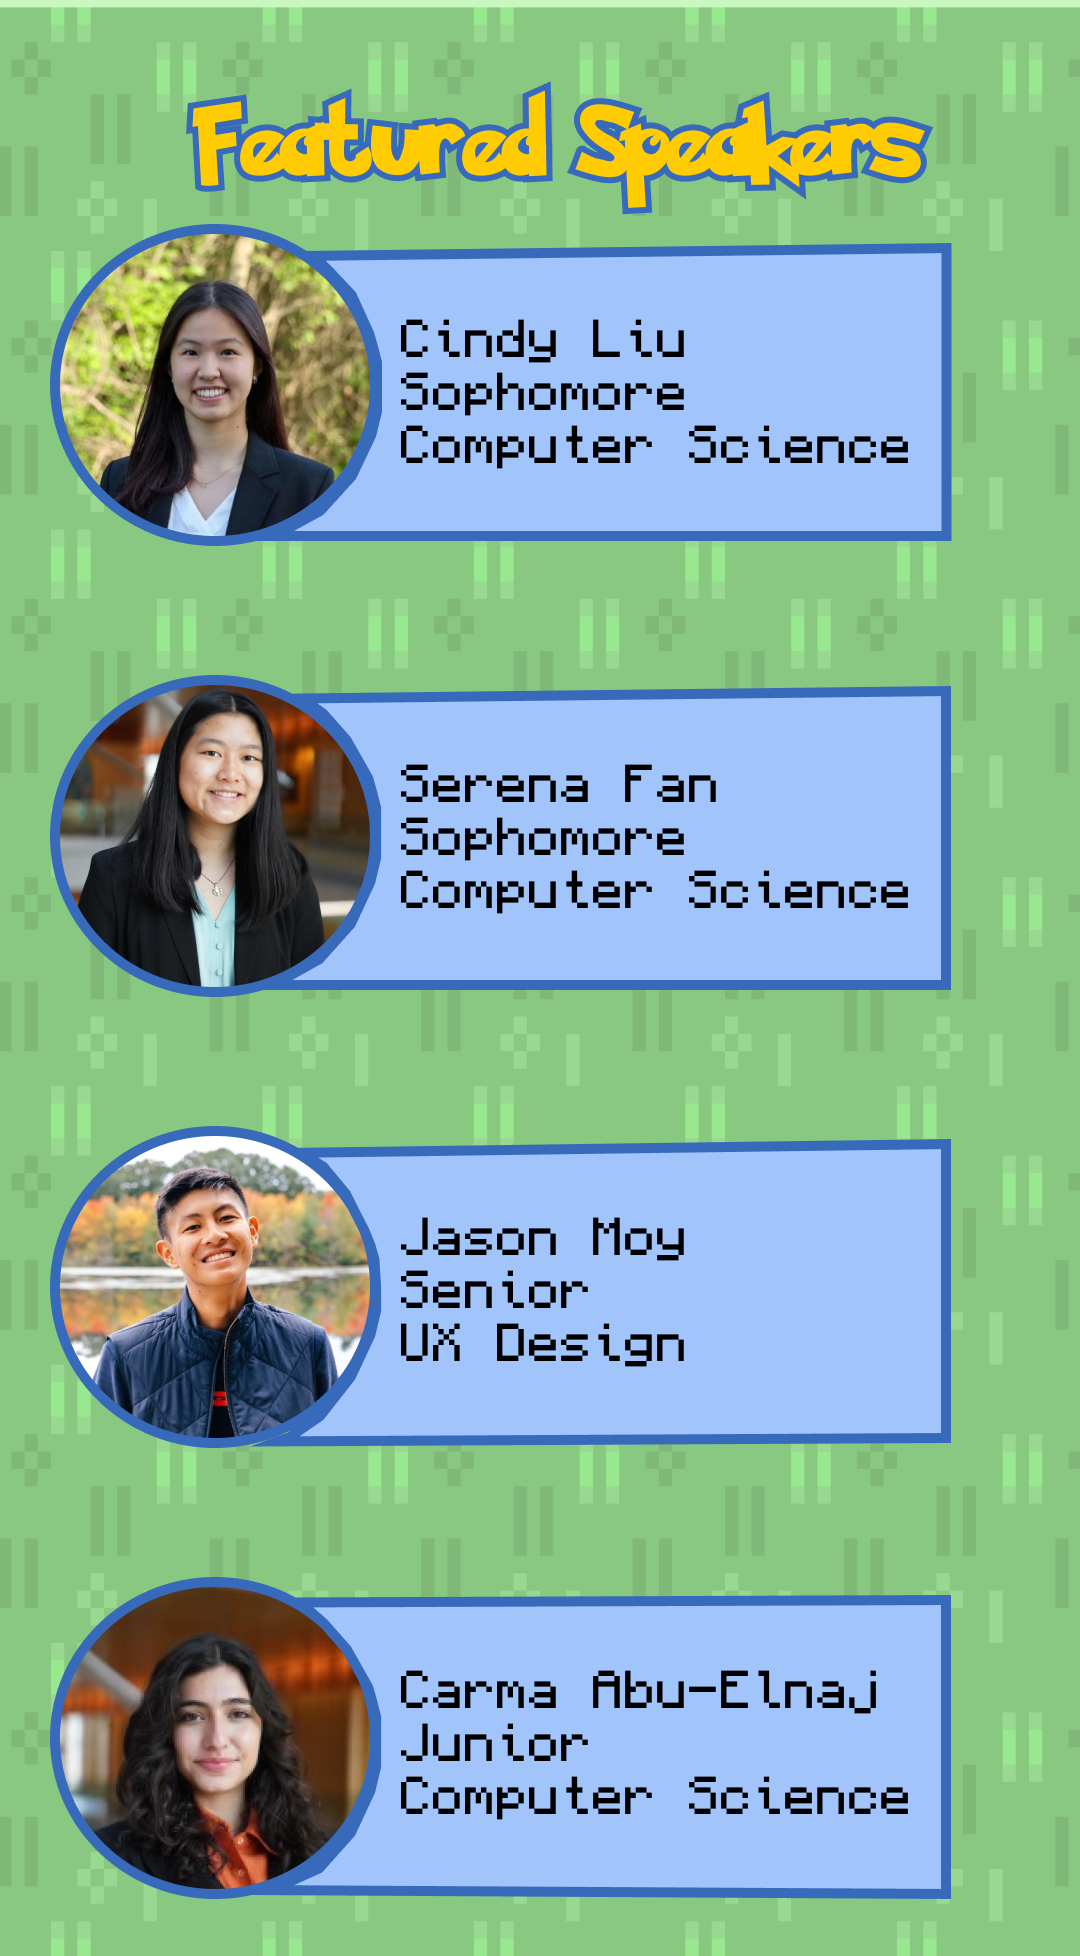 Featured Speakers
Cindy Liu
Sophomore
Computer Science
Serena Fan
Sophomore
Computer Science
Jason Moy
Senior
UX Design
Carma Abu-Elnaj
Junior
Computer Science